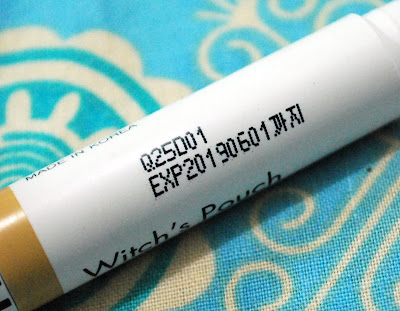 MADE IN KOREA
Q25D01
EXP20190601까지
Witch's Pouch